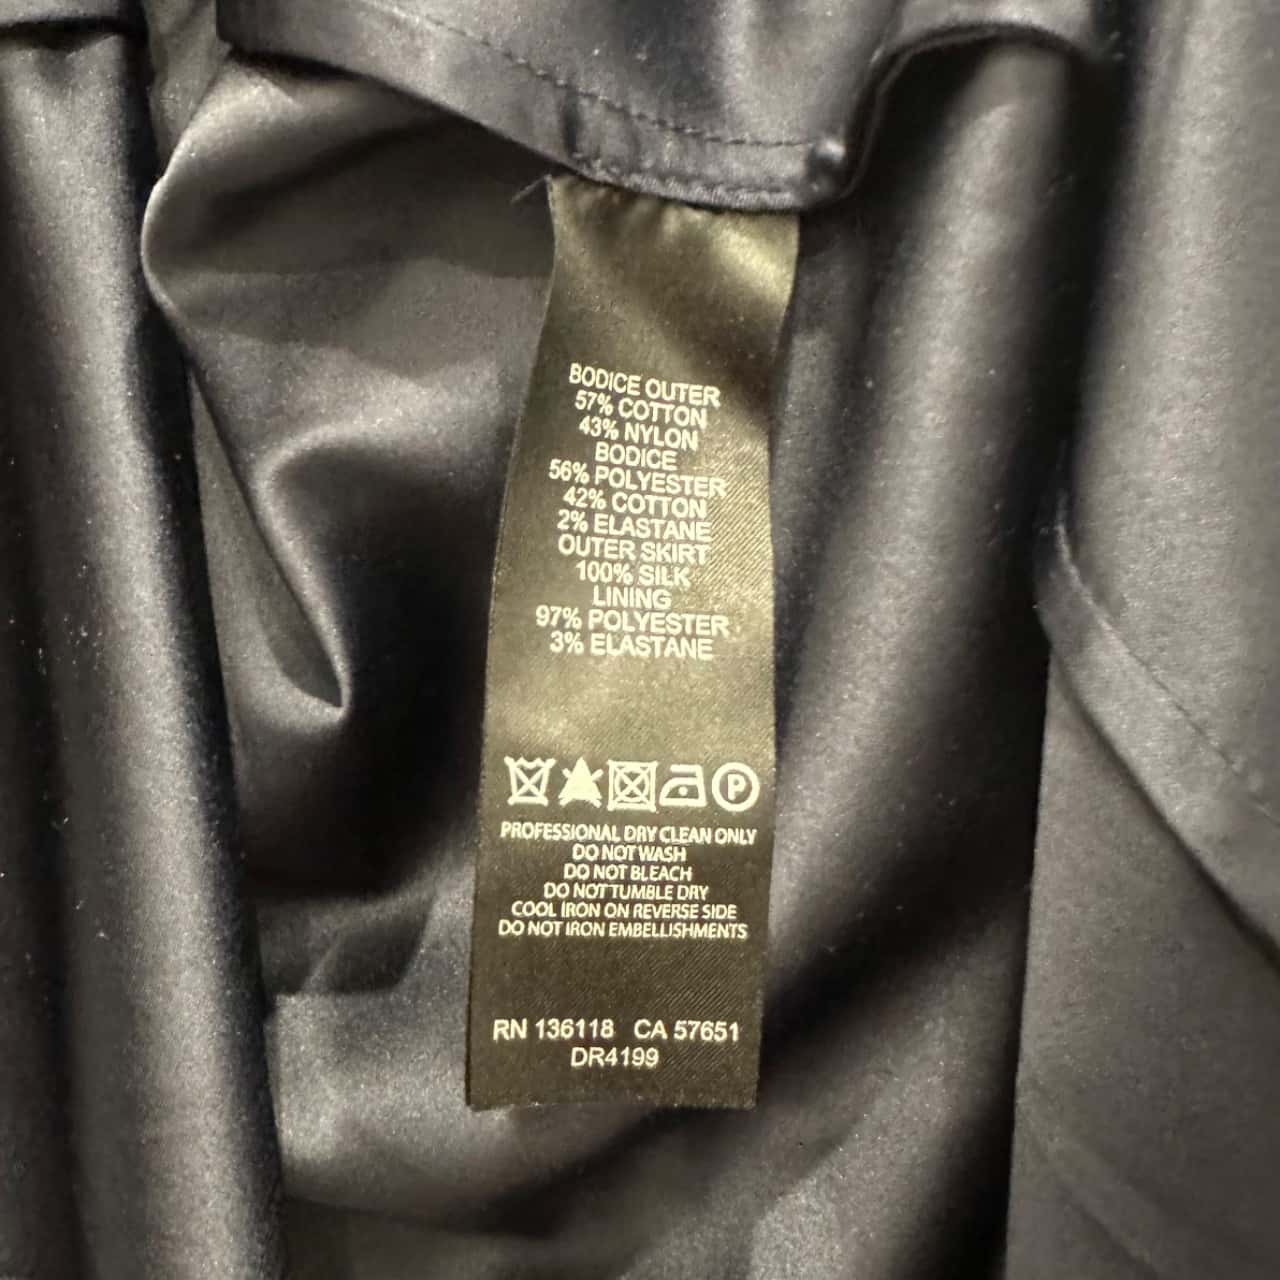 BODICE OUTER
57% COTTON
43% NYLON
BODICE
56% POLYESTER
42% COTTON
2% ELASTANE
OUTER SKIRT
100% SILK
LINING
97% POLYESTER
3% ELASTANE
P
PROFESSIONAL DRY CLEAN ONLY
DO NOT WASH
DO NOT BLEACH
DO NOT TUMBLE DRY
COOL IRON ON REVERSE SIDE
DO NOT IRON EMBELLISHMENTS
RN 136118 CA 57651
DR4199